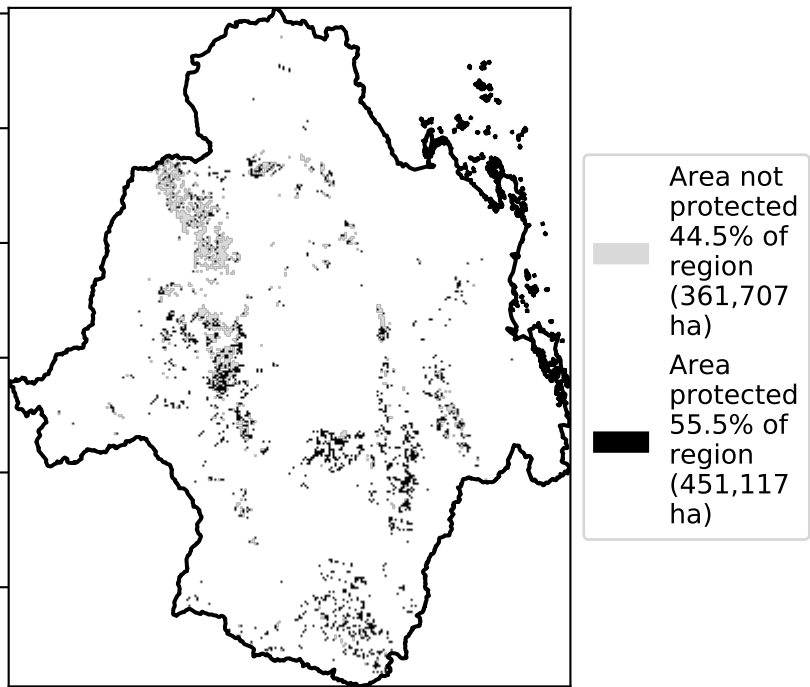 Area not
protected
44.5% of
region
(361,707
ha)
Area
protected
55.5% of
region
(451,117
ha)